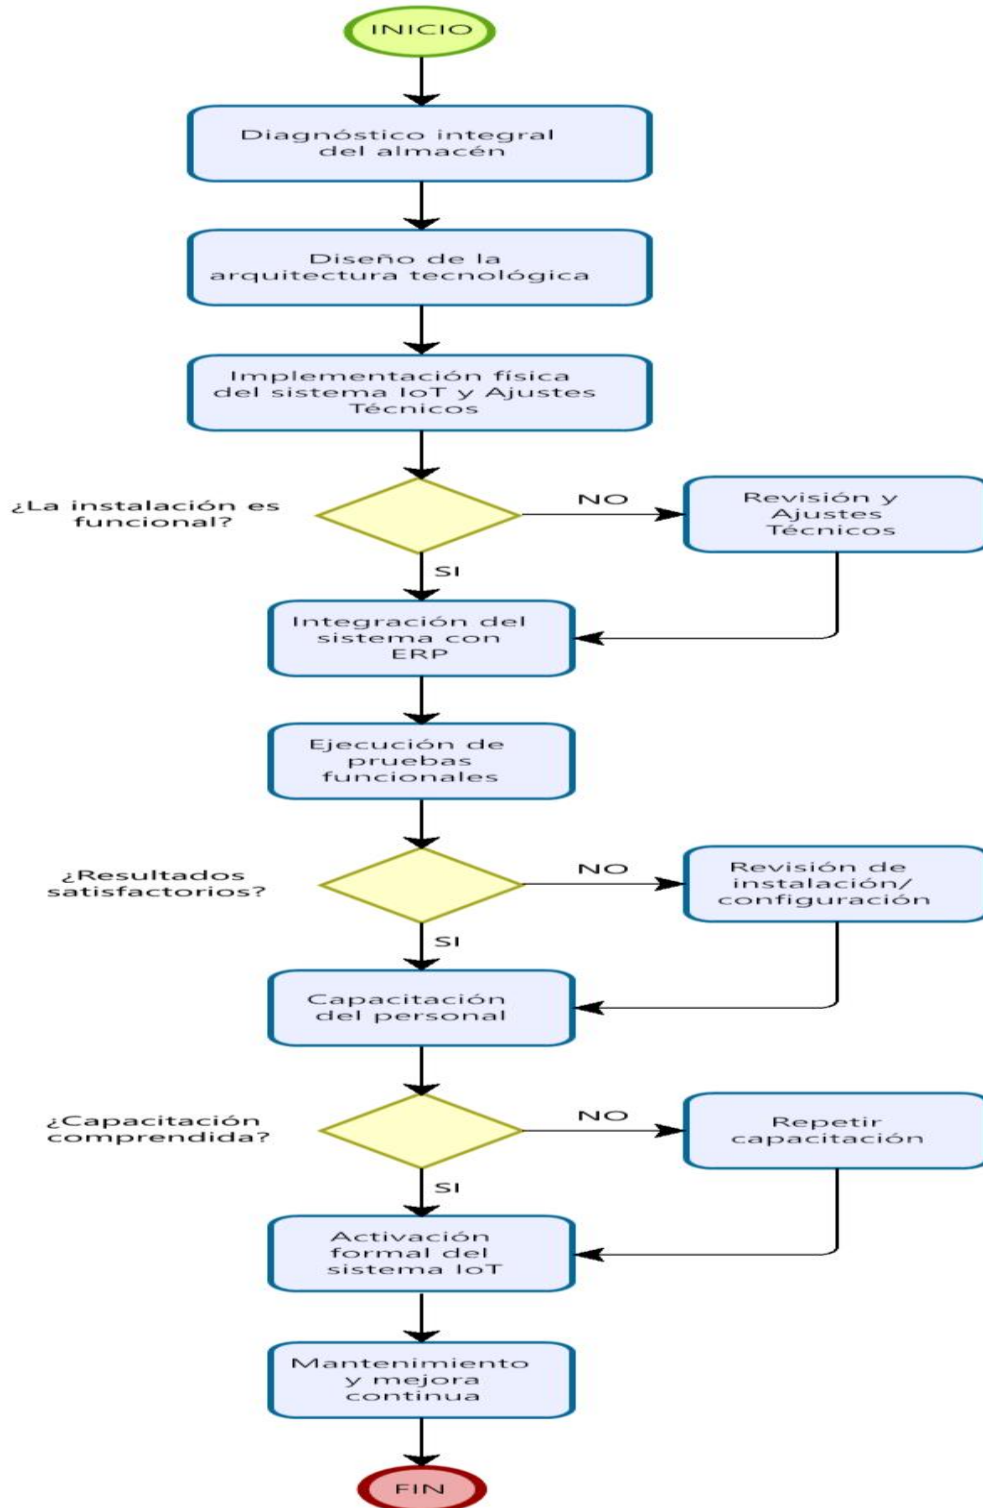 INICIO
Diagnóstico integral
del almacén
Diseño de la
arquitectura tecnológica
Implementación física
del sistema IoT y Ajustes
Técnicos
¿La instalación es
funcional?
NO
Revisión y
Ajustes
Técnicos
SI
Integración del
sistema con
ERP
Ejecución de
pruebas
funcionales
¿Resultados
satisfactorios?
NO
Revisión de
instalación/
configuración
SI
Capacitación
del personal
¿Capacitación
comprendida?
NO
Repetir
capacitación
SI
Activación
formal del
sistema IoT
Mantenimiento
y mejora
continua
FIN